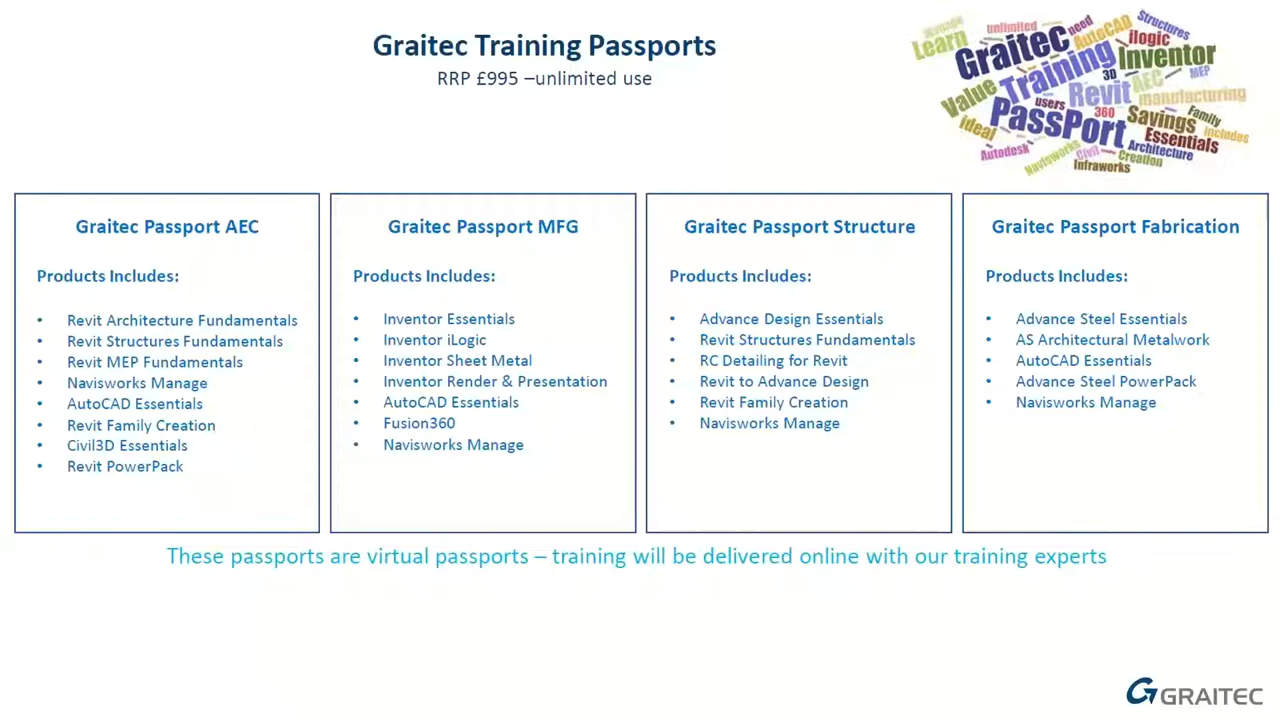 Graitec Training Passports
RRP £995 –unlimited use
Manage
Learn
unlimited
Graitec
need
AutoCAD
Structures
ilogic
Inventor
Training
3D
AEC
MEP
Value
users
Revit
manufacturing
PassPort
360
Savings
Family
includes
ideal
Essentials
Autodesk
Navisworks
Civil
Creation
Architecture
Infraworks
Graitec Passport AEC
Products Includes:
• Revit Architecture Fundamentals
• Revit Structures Fundamentals
• Revit MEP Fundamentals
• Navisworks Manage
• AutoCAD Essentials
• Revit Family Creation
• Civil3D Essentials
• Revit PowerPack
Graitec Passport MFG
Products Includes:
• Inventor Essentials
• Inventor iLogic
• Inventor Sheet Metal
• Inventor Render & Presentation
• AutoCAD Essentials
• Fusion360
• Navisworks Manage
Graitec Passport Structure
Products Includes:
• Advance Design Essentials
• Revit Structures Fundamentals
• RC Detailing for Revit
• Revit to Advance Design
• Revit Family Creation
• Navisworks Manage
Graitec Passport Fabrication
Products Includes:
• Advance Steel Essentials
• AS Architectural Metalwork
• AutoCAD Essentials
• Advance Steel PowerPack
• Navisworks Manage
These passports are virtual passports – training will be delivered online with our training experts
GRAITEC